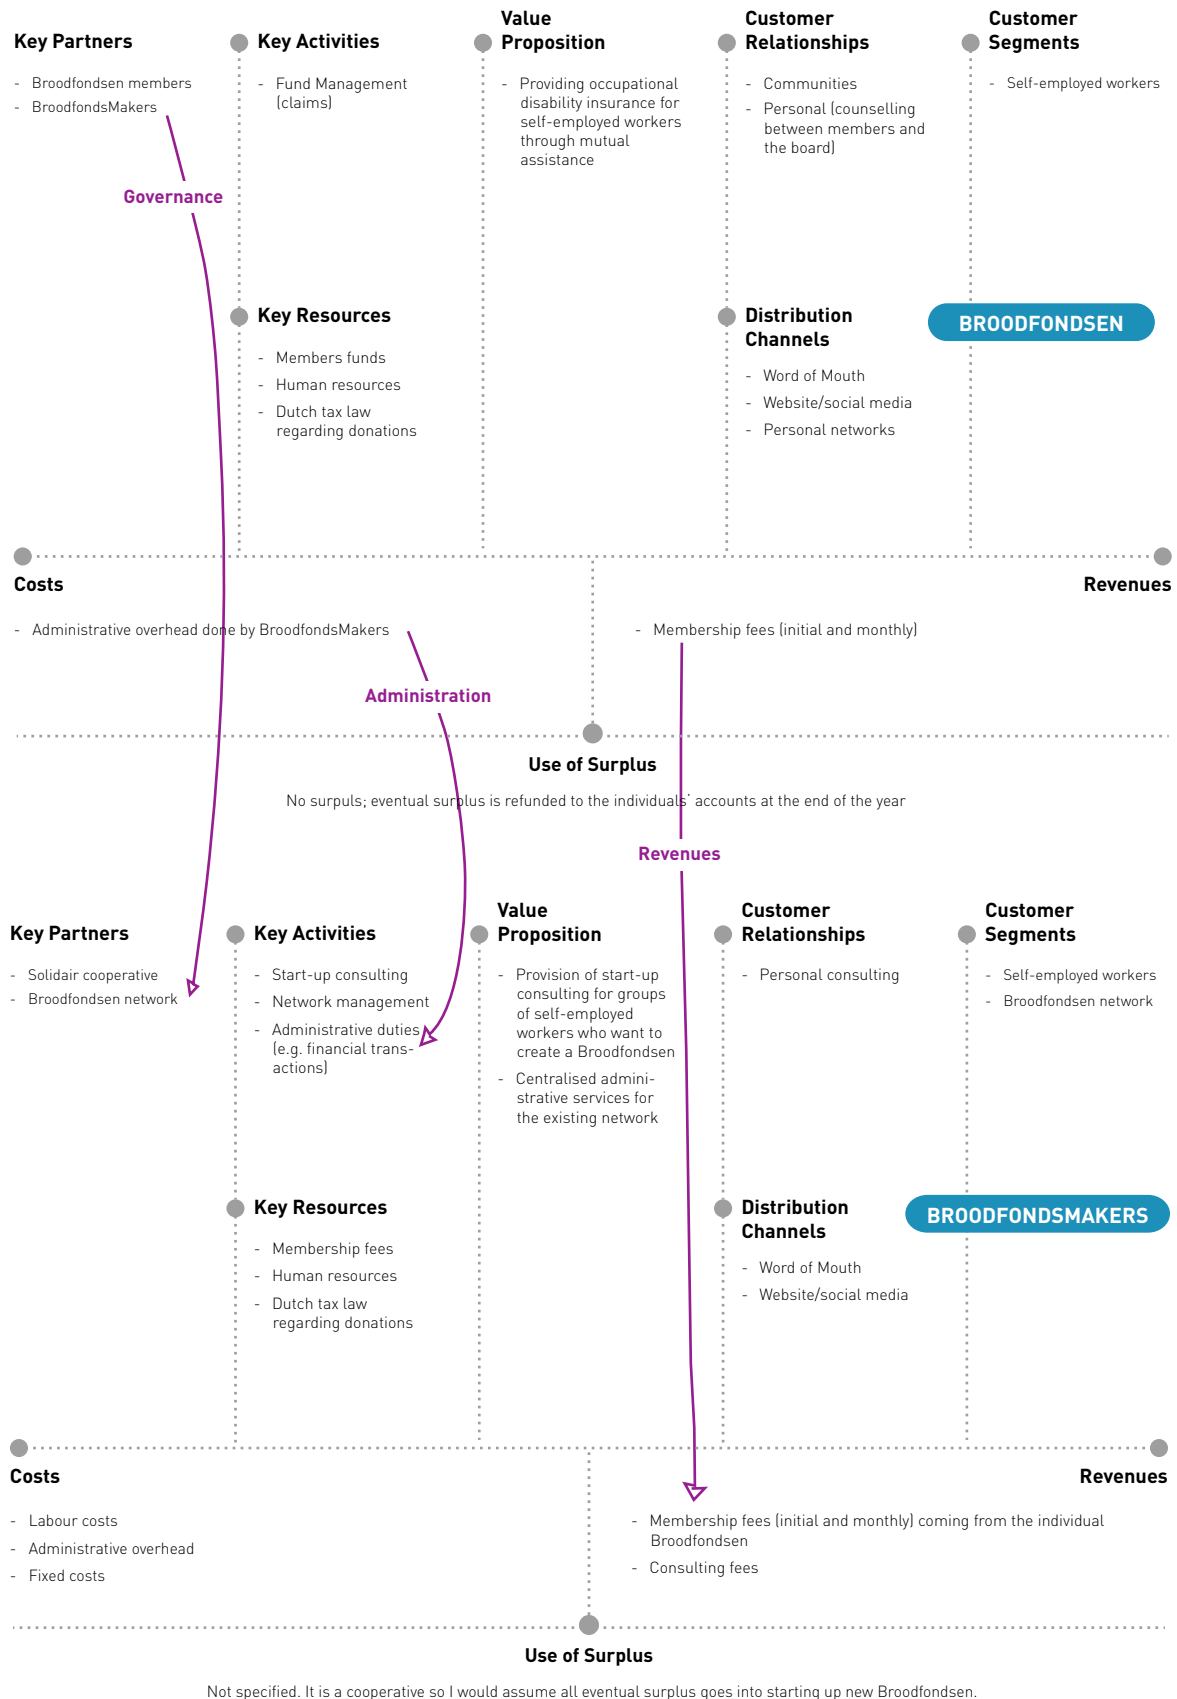 Key Partners
- Broodfondsen members
- BroodfondsMakers
Governance
Key Activities
- Fund Management
(claims)
Key Resources
- Members funds
- Human resources
- Dutch tax law
regarding donations
Value
Proposition
- Providing occupational
disability insurance for
self-employed workers
through mutual
assistance
Customer
Relationships
- Communities
- Personal (counselling
between members and
the board)
Distribution
Channels
- Word of Mouth
- Website/social media
- Personal networks
Customer
Segments
- Self-employed workers
BROODFONDSEN
Costs
- Administrative overhead done by BroodfondsMakers
Administration
Revenues
- Membership fees (initial and monthly)
Use of Surplus
No surpuls; eventual surplus is refunded to the individuals' accounts at the end of the year
Revenues
Key Partners
- Solidair cooperative
- Broodfondsen network
Key Activities
- Start-up consulting
- Network management
- Administrative duties
(e.g. financial trans-
actions)
Key Resources
- Membership fees
- Human resources
- Dutch tax law
regarding donations
Value
Proposition
- Provision of start-up
consulting for groups
of self-employed
workers who want to
create a Broodfondsen
- Centralised admini-
strative services for
the existing network
Customer
Relationships
- Personal consulting
Distribution
Channels
- Word of Mouth
- Website/social media
Customer
Segments
- Self-employed workers
- Broodfondsen network
BROODFONDSMAKERS
Costs
- Labour costs
- Administrative overhead
- Fixed costs
Revenues
- Membership fees (initial and monthly) coming from the individual
Broodfondsen
- Consulting fees
Use of Surplus
Not specified. It is a cooperative so I would assume all eventual surplus goes into starting up new Broodfondsen.